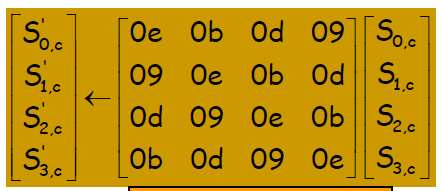 S'0,c ← 0e 0b 0d 09 S0,c
S'1,c 09 0e 0b 0d S1,c
S'2,c 0d 09 0e 0b S2,c
S'3,c 0b 0d 09 0e S3,c